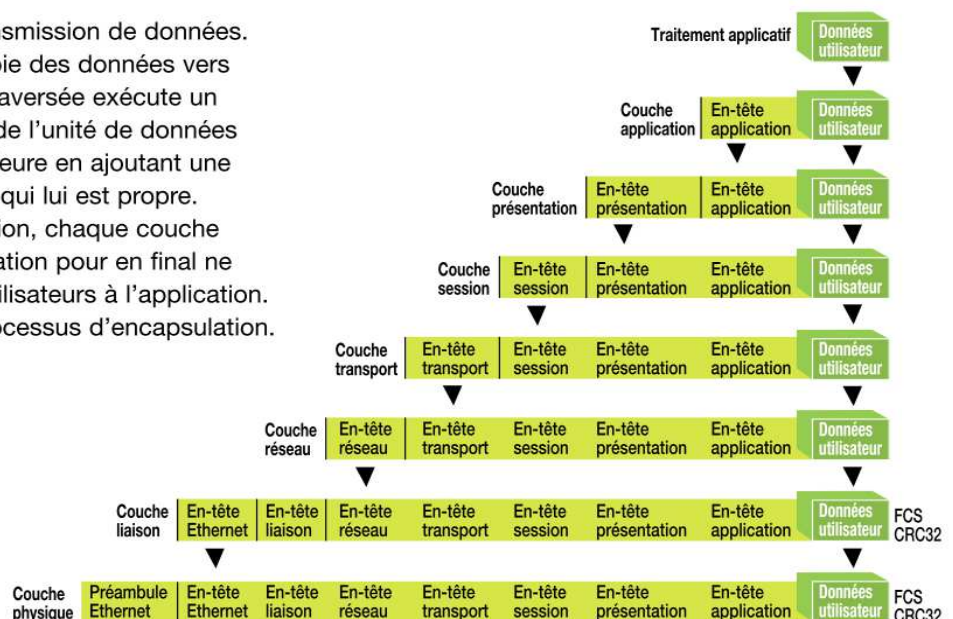 nsmission de données.
pie des données vers
aversée exécute un
de l'unité de données
eure en ajoutant une
qui lui est propre.
ion, chaque couche
ation pour en final ne
ilisateurs à l'application.
ocessus d'encapsulation.
Traitement applicatif Données
utilisateur
Couche En-tête Données
application application utilisateur
Couche En-tête En-tête Données
présentation présentation application utilisateur
Couche En-tête En-tête En-tête Données
session session présentation application utilisateur
Couche En-tête En-tête En-tête En-tête Données
transport transport session présentation application utilisateur
Couche En-tête En-tête En-tête En-tête En-tête Données
réseau réseau transport session présentation application utilisateur
Couche En-tête En-tête En-tête En-tête En-tête En-tête En-tête Données FCS
liaison Ethernet liaison réseau transport session présentation application utilisateur CRC32
Couche Préambule En-tête En-tête En-tête En-tête En-tête En-tête En-tête Données FCS
physique Ethernet Ethernet liaison réseau transport session présentation application utilisateur CRC32